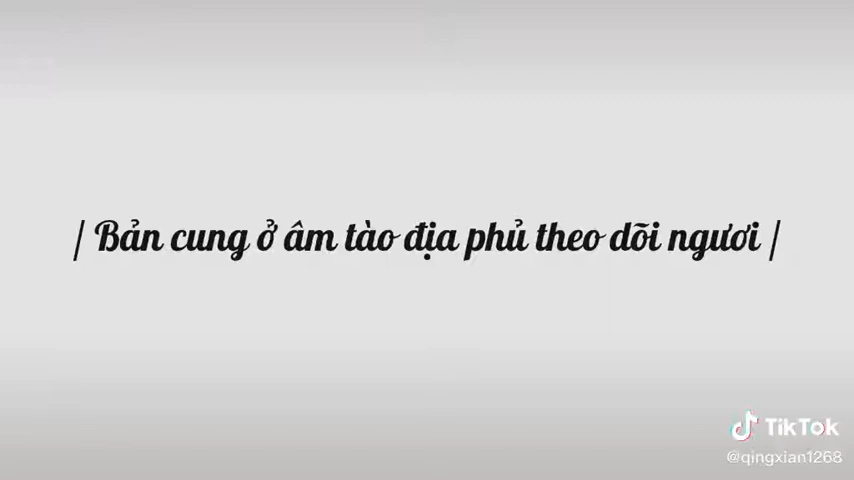 / Bản cung ở âm tào địa phủ theo dõi ngươi /
TikTok
@qingxian1268